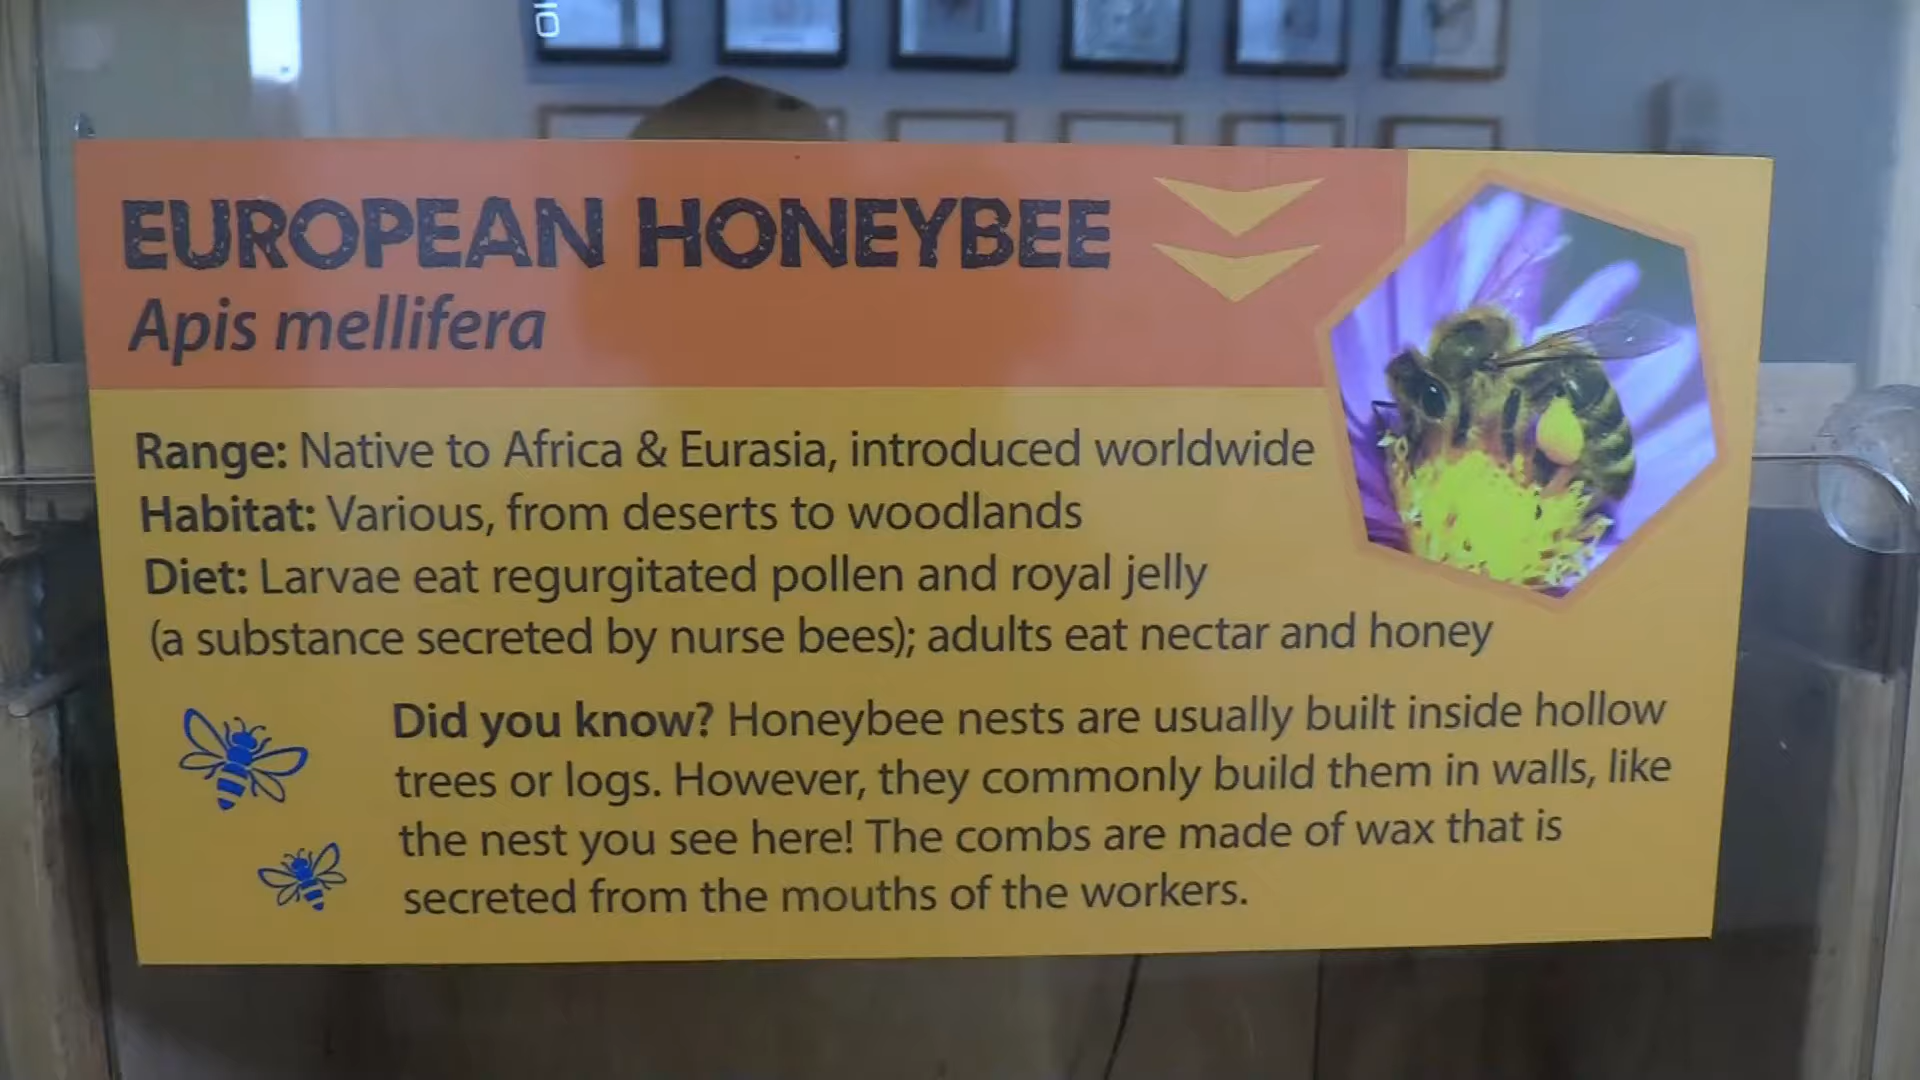 EUROPEAN HONEYBEE
Apis mellifera
Range: Native to Africa & Eurasia, introduced worldwide
Habitat: Various, from deserts to woodlands
Diet: Larvae eat regurgitated pollen and royal jelly
(a substance secreted by nurse bees); adults eat nectar and honey
Did you know? Honeybee nests are usually built inside hollow
trees or logs. However, they commonly build them in walls, like
the nest you see here! The combs are made of wax that is
secreted from the mouths of the workers.